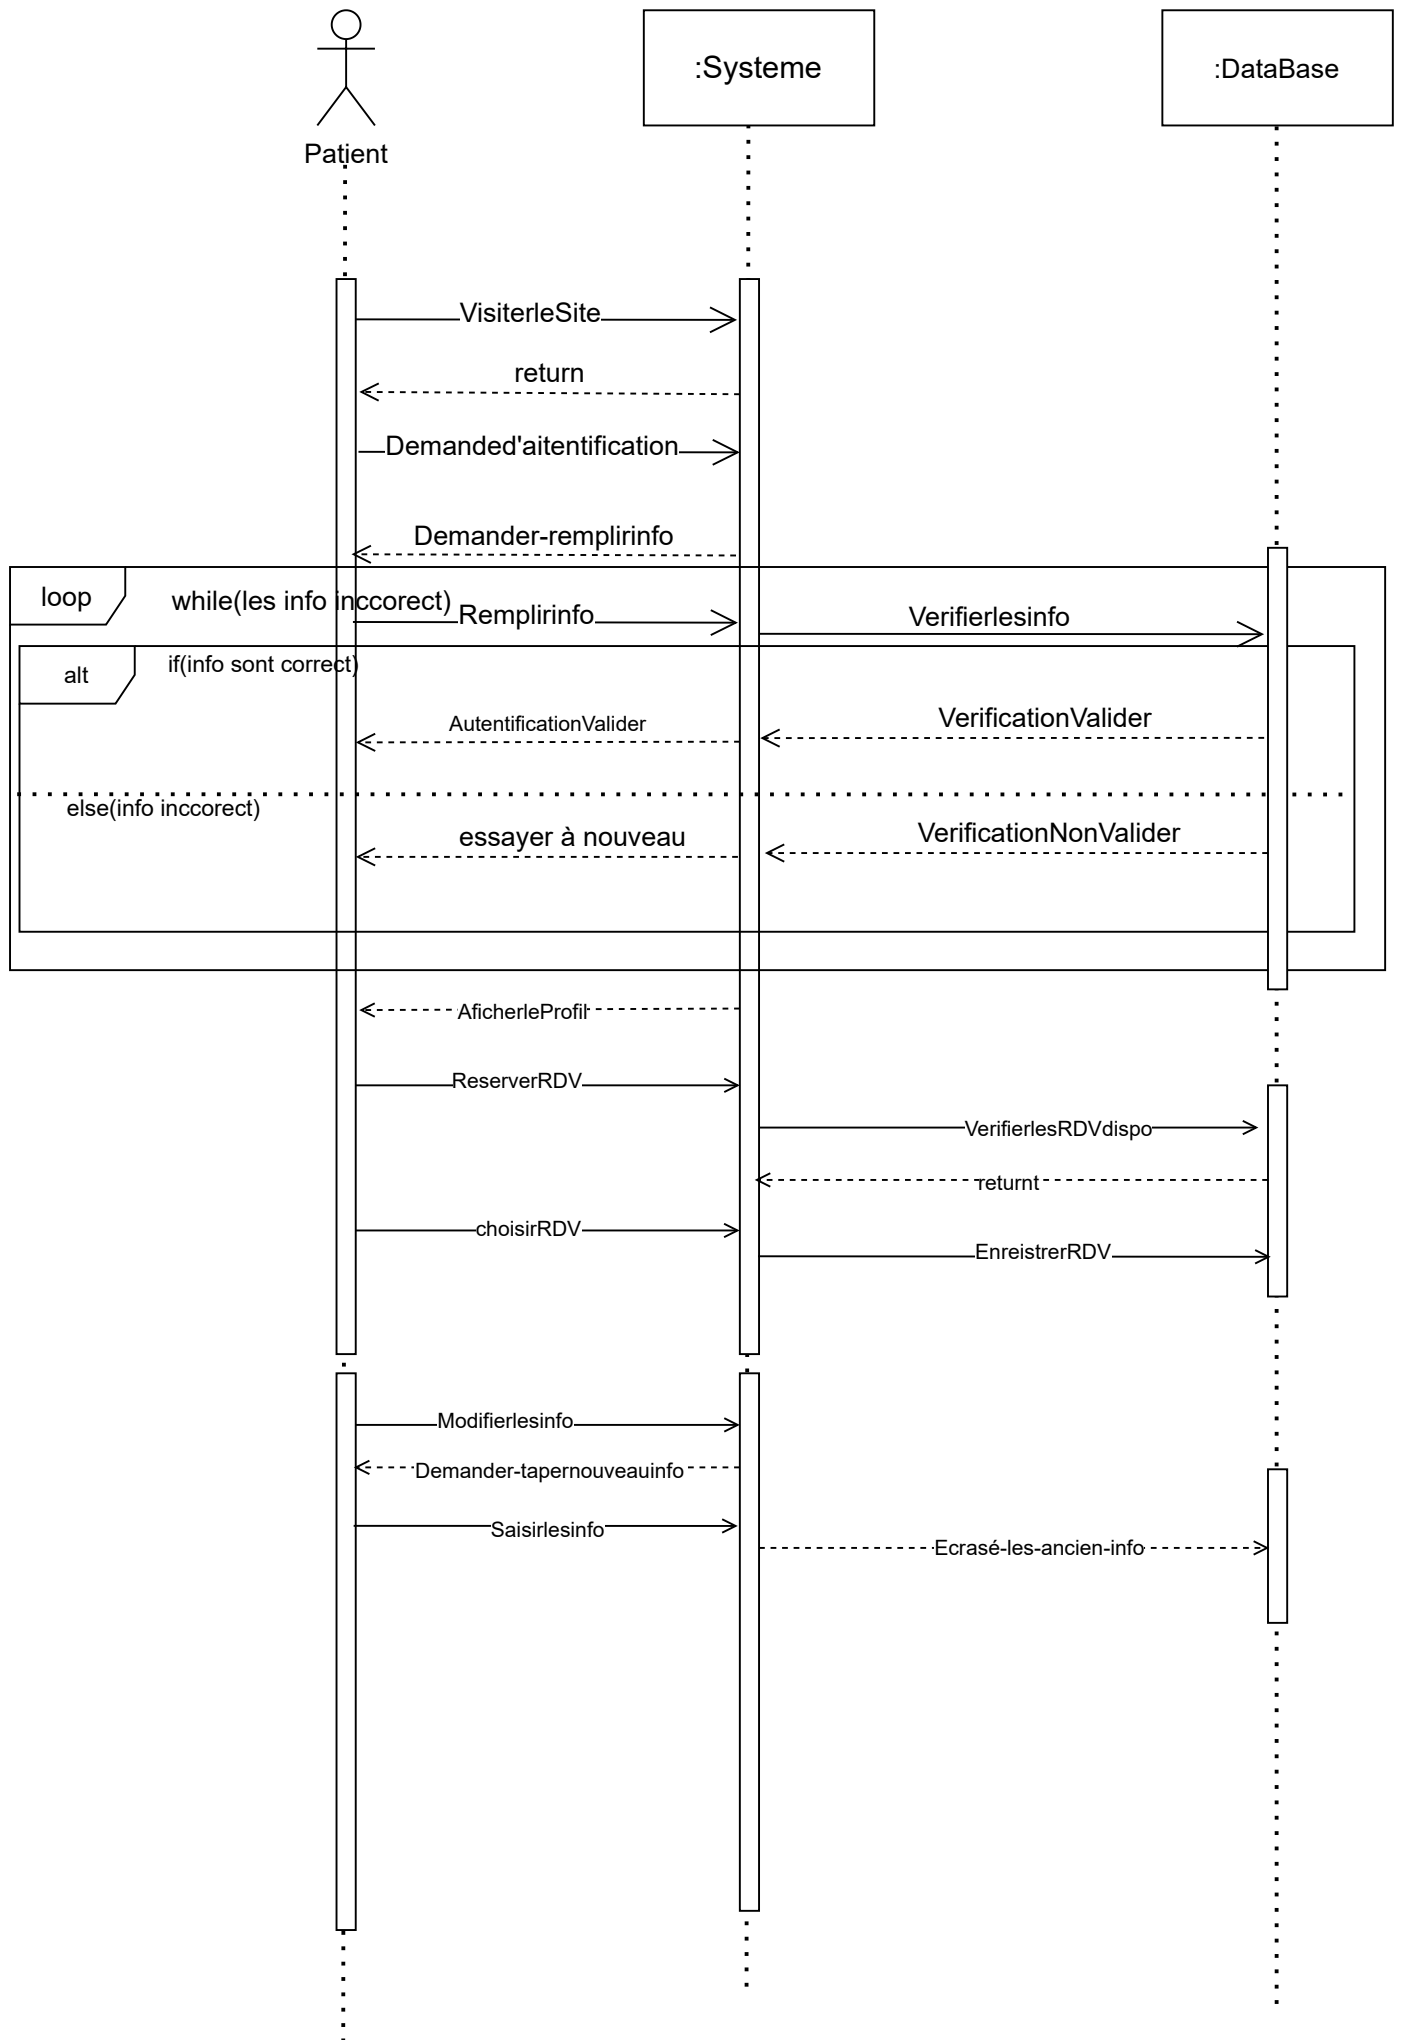 Patient
:Systeme
:DataBase
VisiterleSite
return
Demanded'aitentification
Demander-remplirinfo
loop
while(les info inccorect)
Remplirinfo
Verifierlesinfo
alt
if(info sont correct)
AutentificationValider
VerificationValider
else(info inccorect)
essayer à nouveau
VerificationNonValider
AficherleProfil
ReserverRDV
VerifierlesRDVdispo
returnt
choisirRDV
EnreistrerRDV
Modifierlesinfo
Demander-tapernouveauinfo
Saisirlesinfo
Ecrasé-les-ancien-info